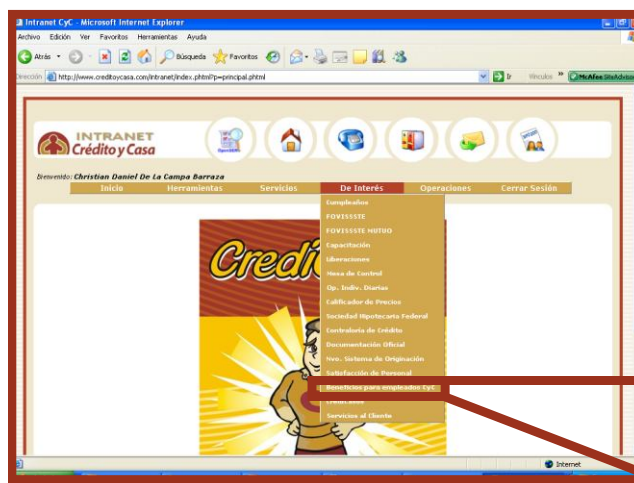 Intranet CyC - Microsoft Internet Explorer
Archivo Edición Ver Favoritos Herramientas Ayuda
Atrás Búsqueda Favoritos
Dirección http://www.creditoycasa.com/intranet/index.phtml?p=principal.phtml Ir Vínculos » McAfee SiteAdvisor
INTRANET
Crédito y Casa
Bienvenido: Christian Daniel De La Campa Barraza
Inicio Herramientas Servicios De Interés Operaciones Cerrar Sesión
Cumpleaños
FOVISSSTE
FOVISSSTE MUTUO
Capacitación
Liberaciones
Mesa de Control
Op. Indiv. Diarias
Calificador de Precios
Sociedad Hipotecaria Federal
Contraloría de Crédito
Documentación Oficial
Nvo. Sistema de Originación
Satisfacción de Personal
Beneficios para empleados CyC
Servicios al Cliente
Credi
Internet